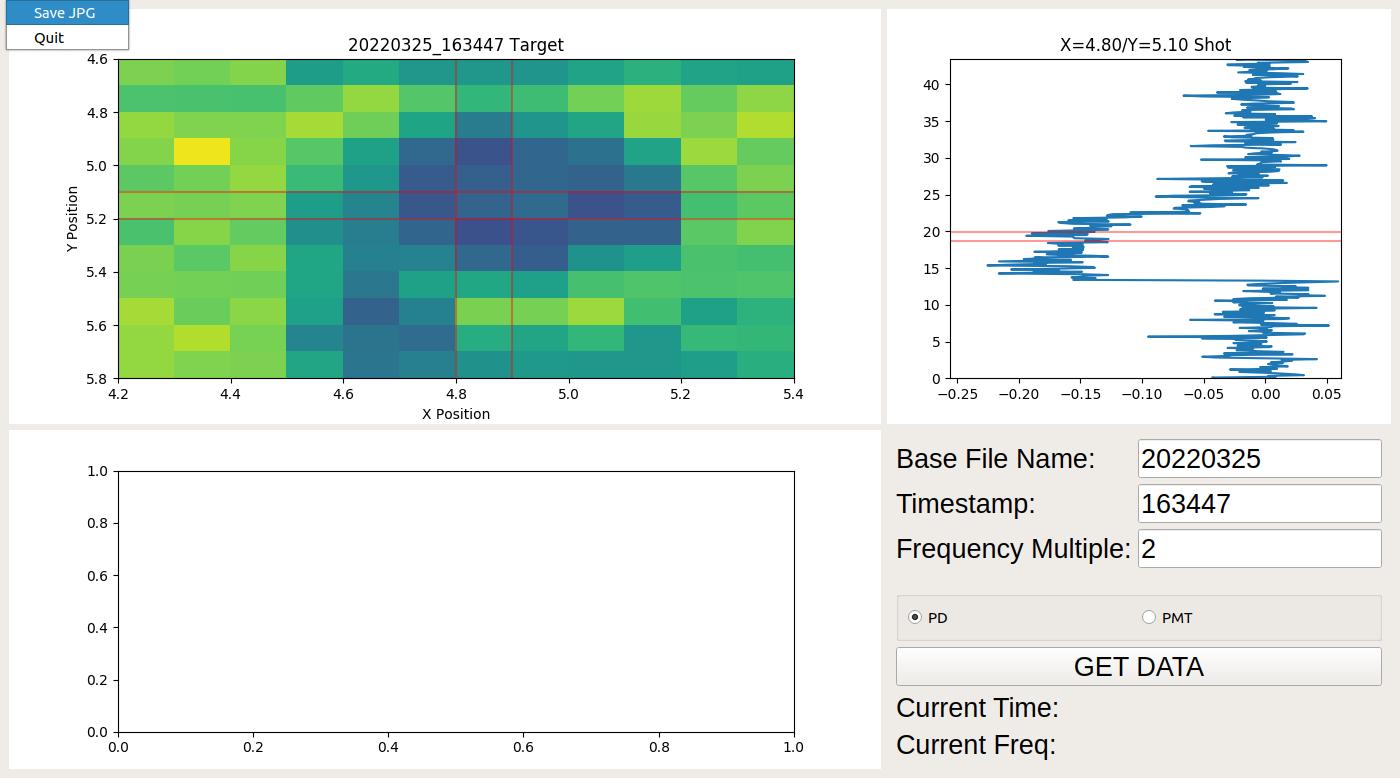 Save JPG
Quit
20220325_163447 Target
4.6
4.8
5.0
5.2
5.4
5.6
5.8
Y Position
4.2 4.4 4.6 4.8 5.0 5.2 5.4
X Position
X=4.80/Y=5.10 Shot
40
35
30
25
20
15
10
5
0
−0.25 −0.20 −0.15 −0.10 −0.05 0.00 0.05
1.0
0.8
0.6
0.4
0.2
0.0
0.0 0.2 0.4 0.6 0.8 1.0
Base File Name: 20220325
Timestamp: 163447
Frequency Multiple: 2
PD PMT
GET DATA
Current Time:
Current Freq: